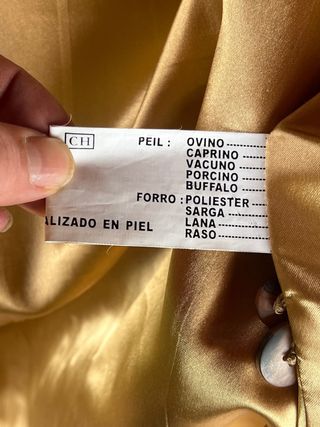 CH
PEIL : OVINO-----------
CAPRINO ------
VACUNO -------
PORCINO ------
BUFFALO ------
FORRO : POLIESTER -------
SARGA----------
LANA------------
RASO-----------
ALIZADO EN PIEL